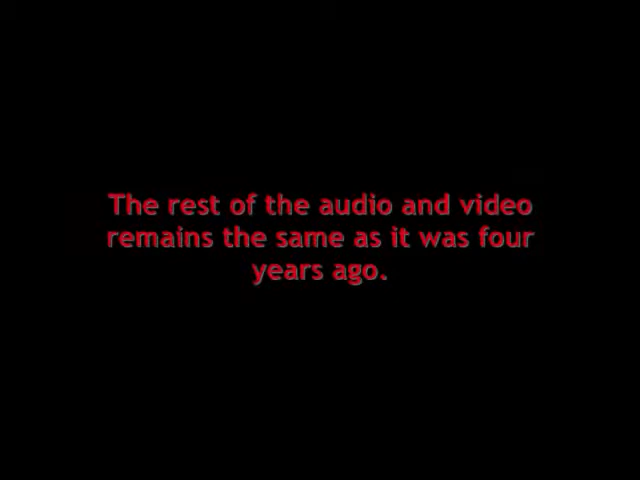 The rest of the audio and video
remains the same as it was four
years ago.